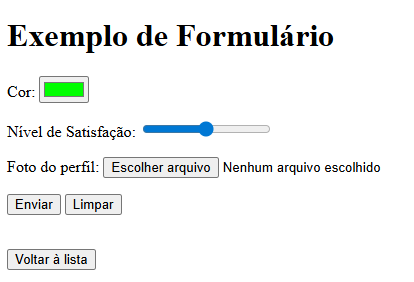 Exemplo de Formulário
Cor:
Nível de Satisfação:
Foto do perfil: Escolher arquivo Nenhum arquivo escolhido
Enviar Limpar
Voltar à lista